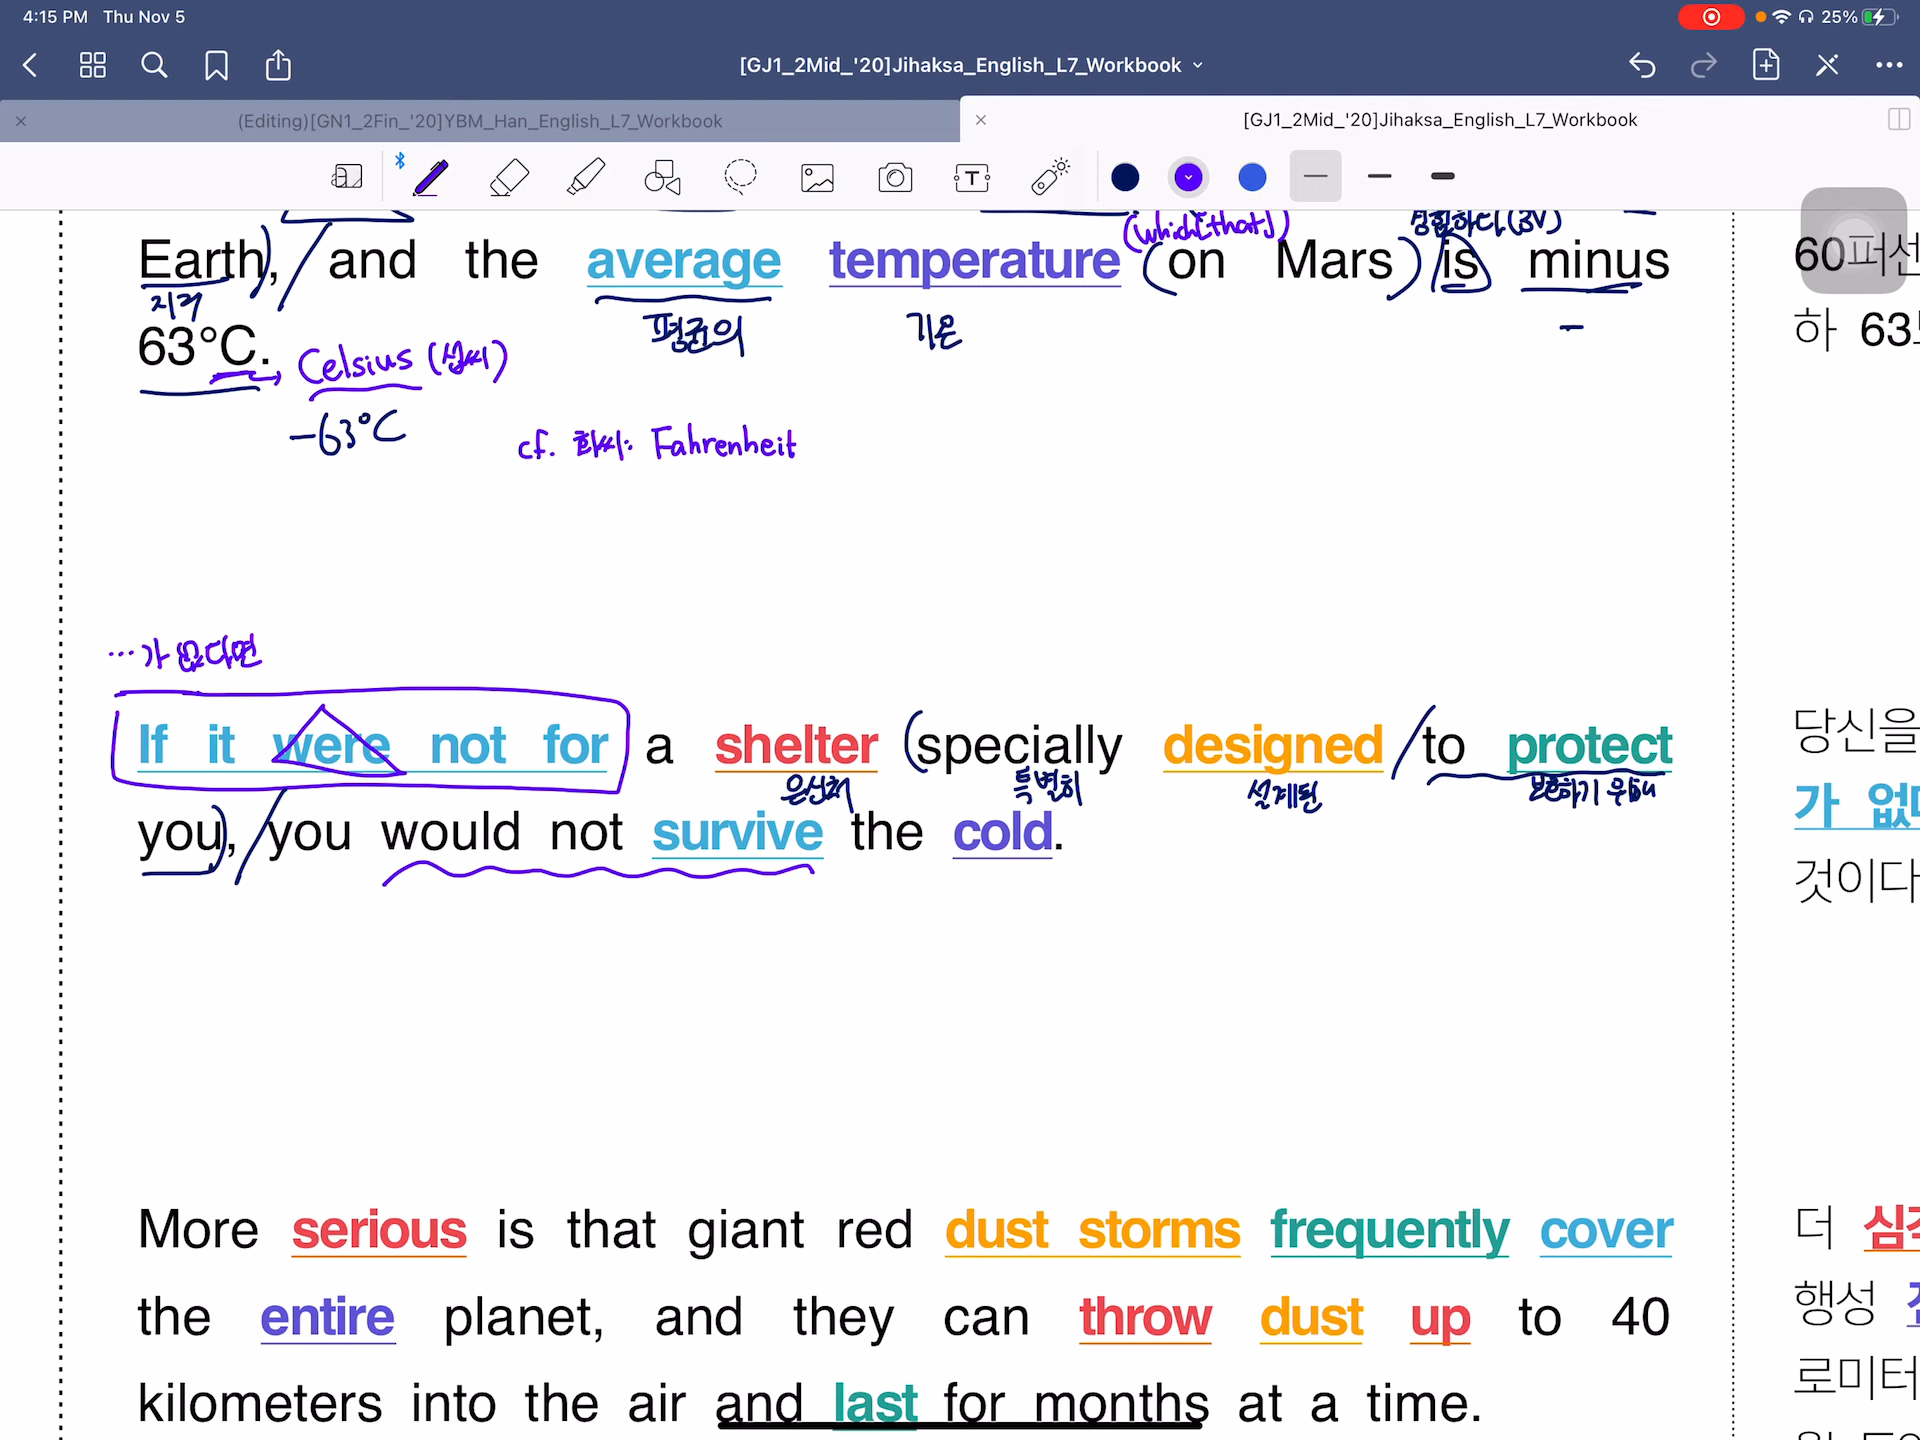 4:15 PM Thu Nov 5
25%
[GJ1_2Mid_'20]Jihaksa_English_L7_Workbook
(Editing)[GN1_2Fin_'20]YBM_Han_English_L7_Workbook
[GJ1_2Mid_'20]Jihaksa_English_L7_Workbook
(which[that])
Earth, and the average temperature on Mars is minus
지구
평균의
기온
60퍼센
63°C.
Celsius (섭씨)
하 63도
-63°C
cf. 화씨: Fahrenheit
…가 없다면
If it were not for a shelter (specially designed to protect
당신을
은신처
특별히
설계된
보호하기 위해
가 없
you), you would not survive the cold.
것이다
More serious is that giant red dust storms frequently cover
더 심각
the entire planet, and they can throw dust up to 40
행성
kilometers into the air and last for months at a time.
로미터